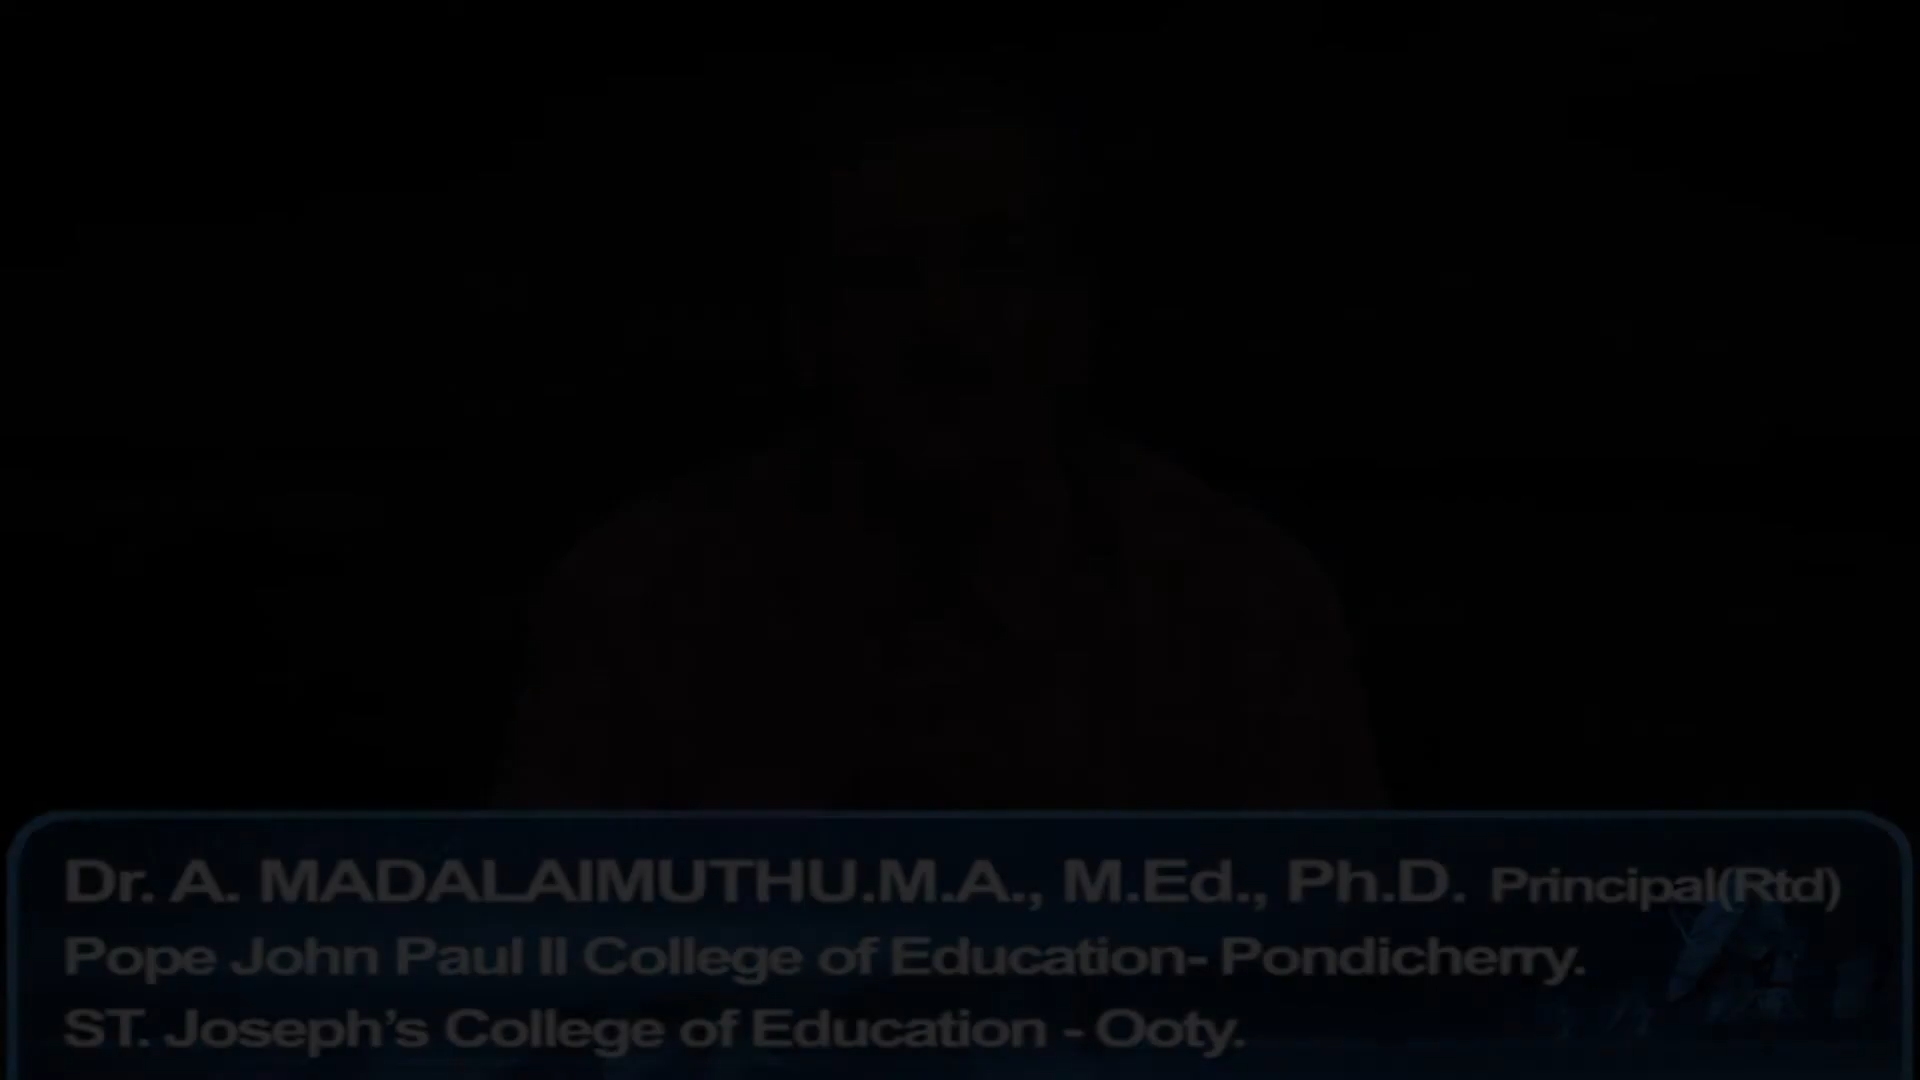 Dr. A. MADALAIMUTHU.M.A., M.Ed., Ph.D. Principal(Rtd)
Pope John Paul II College of Education- Pondicherry.
ST. Joseph's College of Education - Ooty.